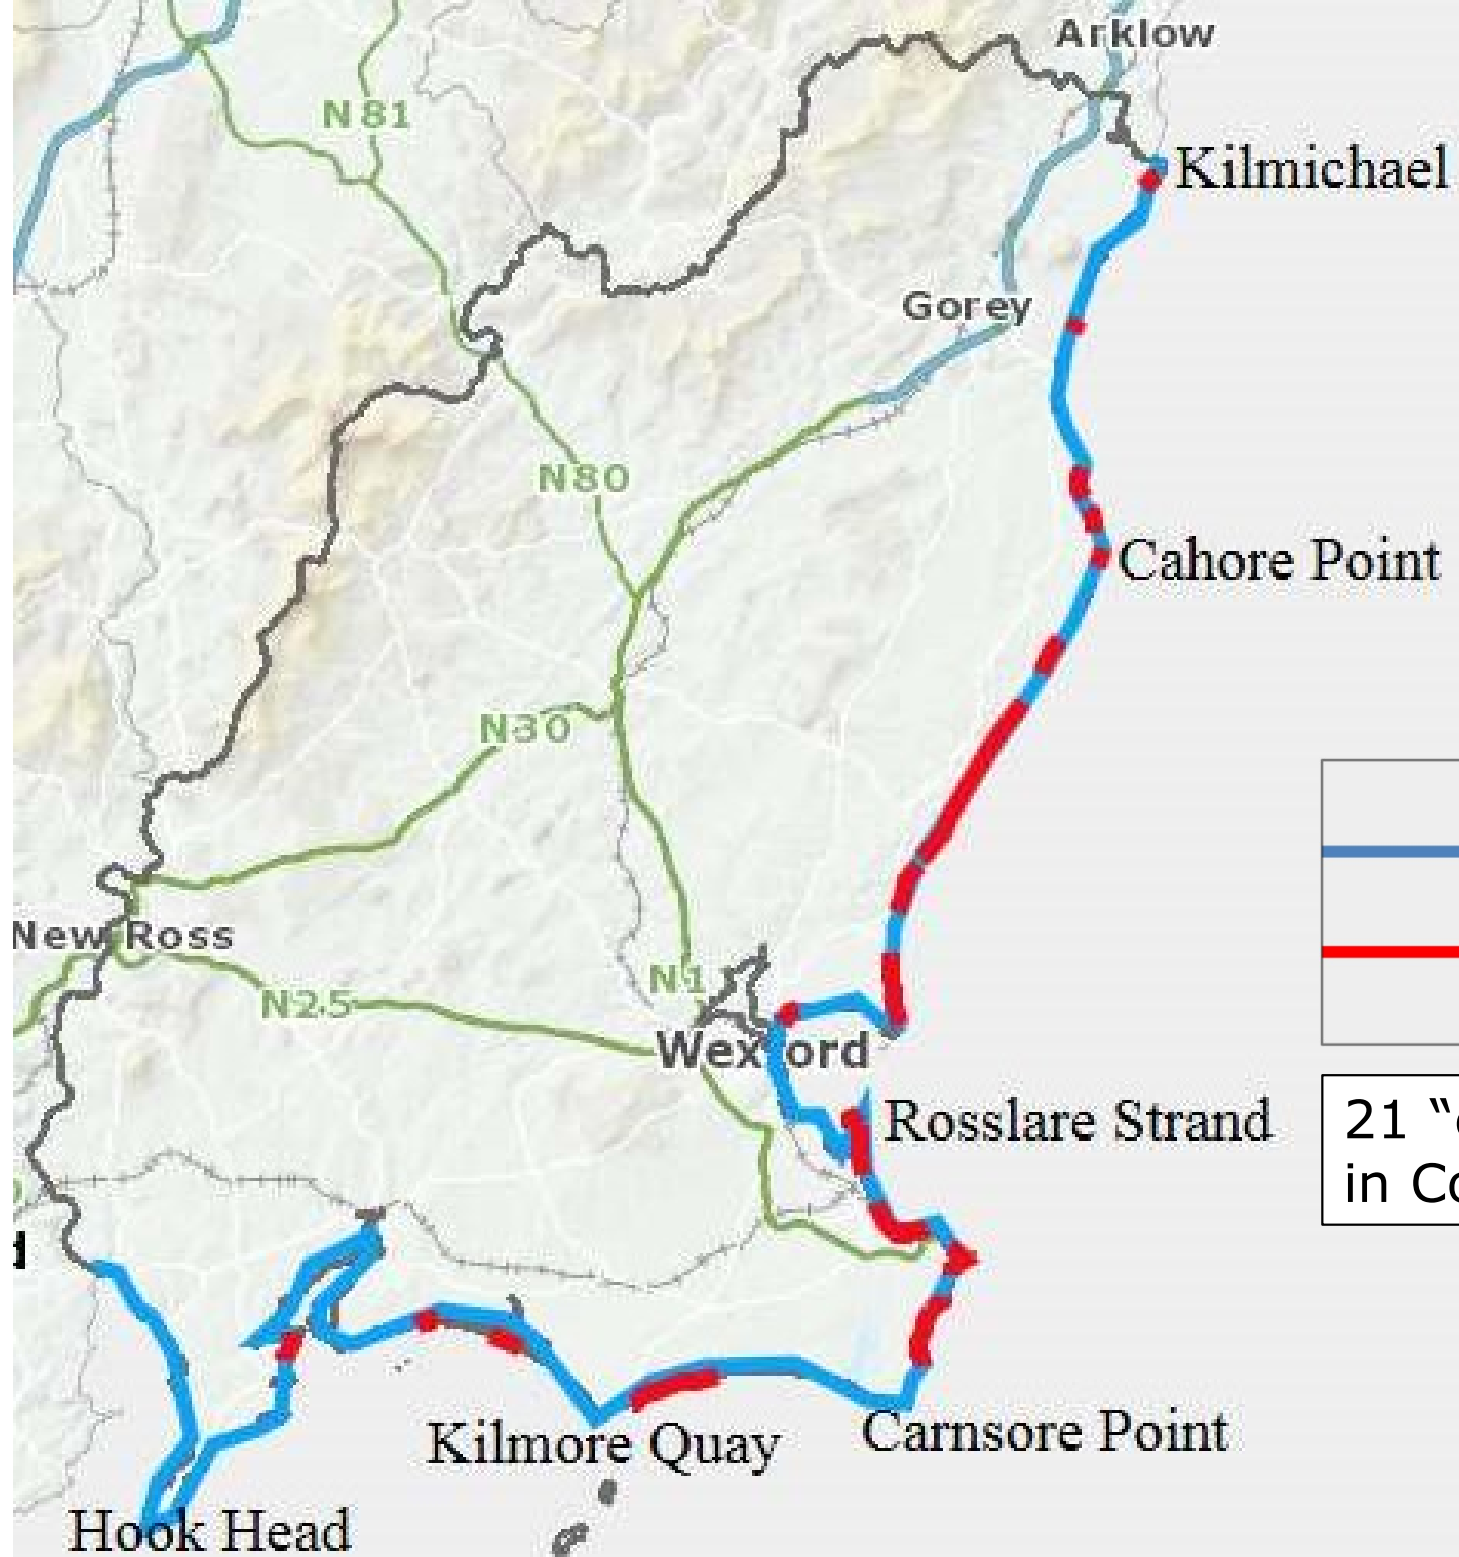 Arklow
N81
Kilmichael
Gorey
N80
Cahore Point
N30
New Ross
N25
N1
Wexford
Rosslare Strand
21
in
d
Kilmore Quay
Carnsore Point
Hook Head